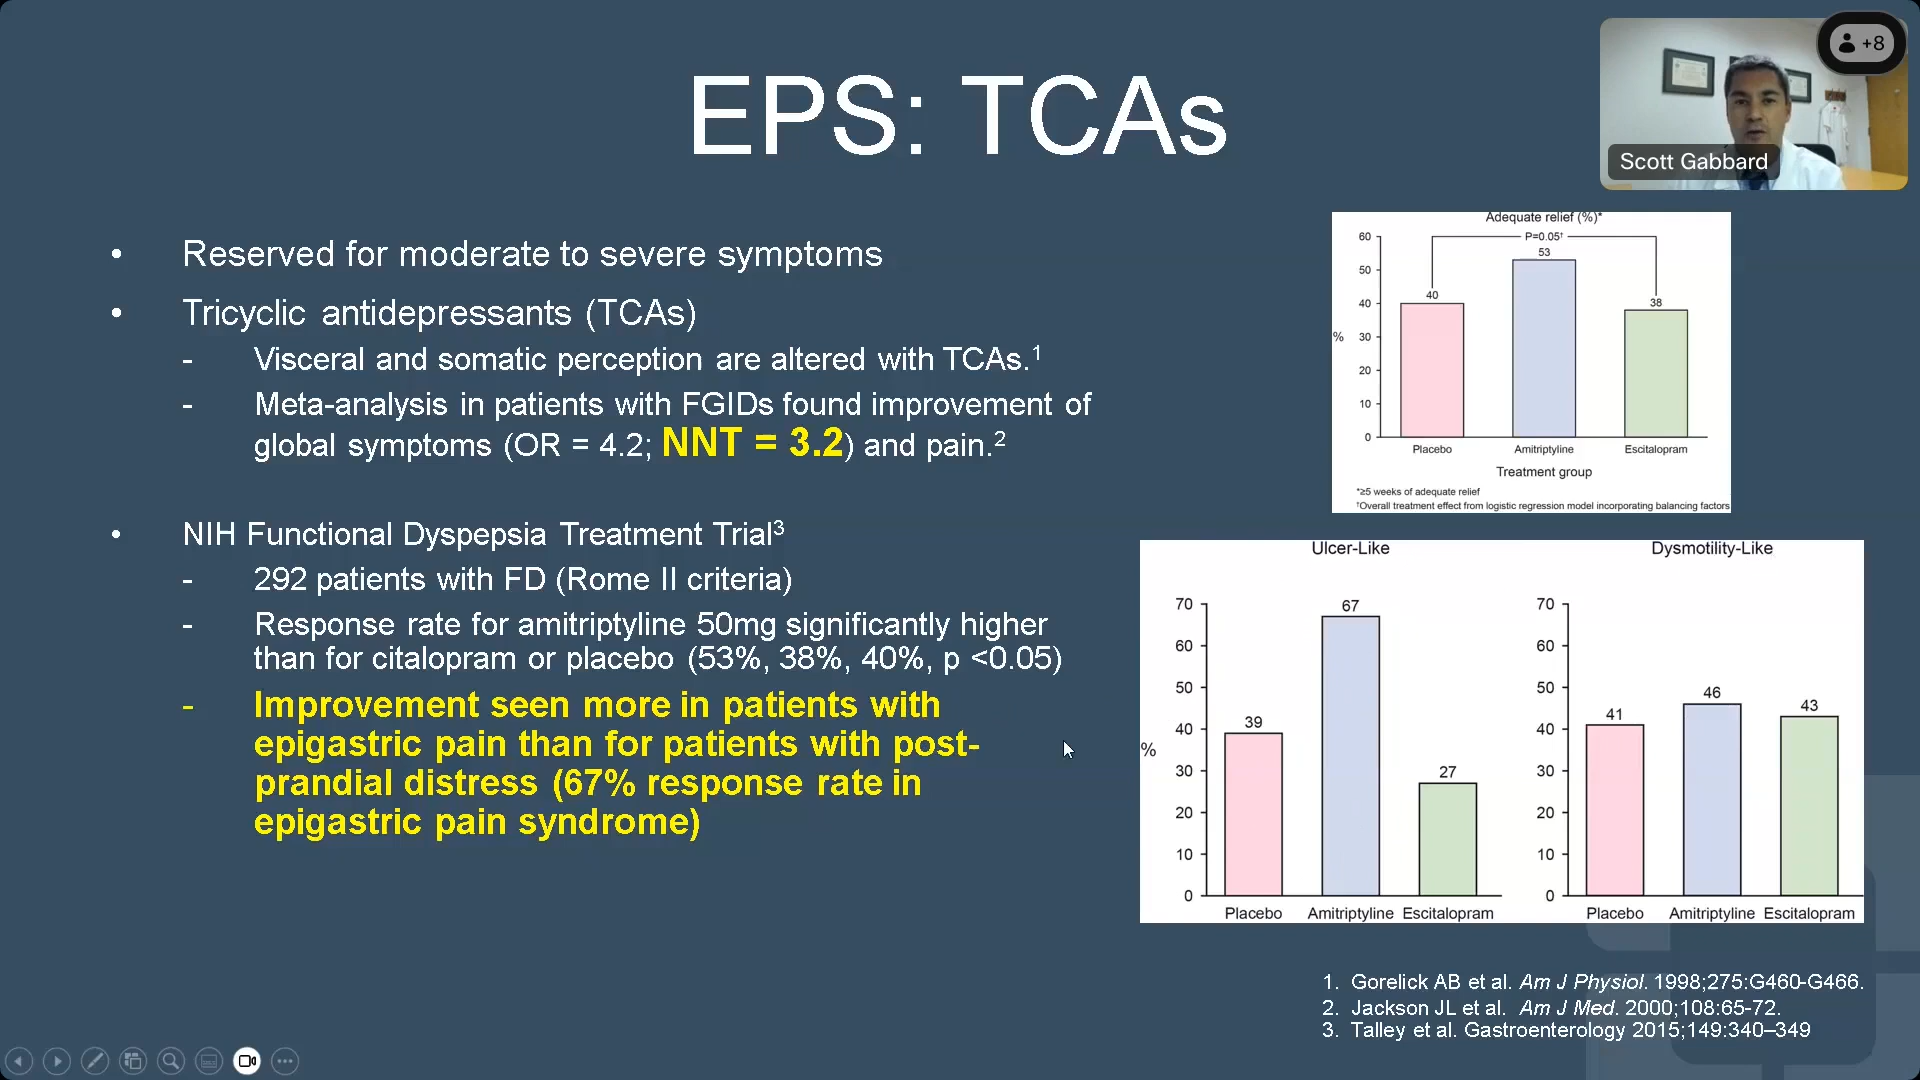 EPS: TCAs
+8
Scott Gabbard
• Reserved for moderate to severe symptoms
• Tricyclic antidepressants (TCAs)
- Visceral and somatic perception are altered with TCAs.1
- Meta-analysis in patients with FGIDs found improvement of
global symptoms (OR = 4.2; NNT = 3.2) and pain.2
• NIH Functional Dyspepsia Treatment Trial3
- 292 patients with FD (Rome II criteria)
- Response rate for amitriptyline 50mg significantly higher
than for citalopram or placebo (53%, 38%, 40%, p <0.05)
- Improvement seen more in patients with
epigastric pain than for patients with post-
prandial distress (67% response rate in
epigastric pain syndrome)
Adequate relief (%)*
P=0.05†
60
50
40
30
20
10
0
%
40
53
38
Placebo Amitriptyline Escitalopram
Treatment group
*≥5 weeks of adequate relief
†Overall treatment effect from logistic regression model incorporating balancing factors
Ulcer-Like
70
60
50
40
30
20
10
0
%
39
67
27
Placebo Amitriptyline Escitalopram
Dysmotility-Like
70
60
50
40
30
20
10
0
41
46
43
Placebo Amitriptyline Escitalopram
1. Gorelick AB et al. Am J Physiol. 1998;275:G460-G466.
2. Jackson JL et al. Am J Med. 2000;108:65-72.
3. Talley et al. Gastroenterology 2015;149:340–349